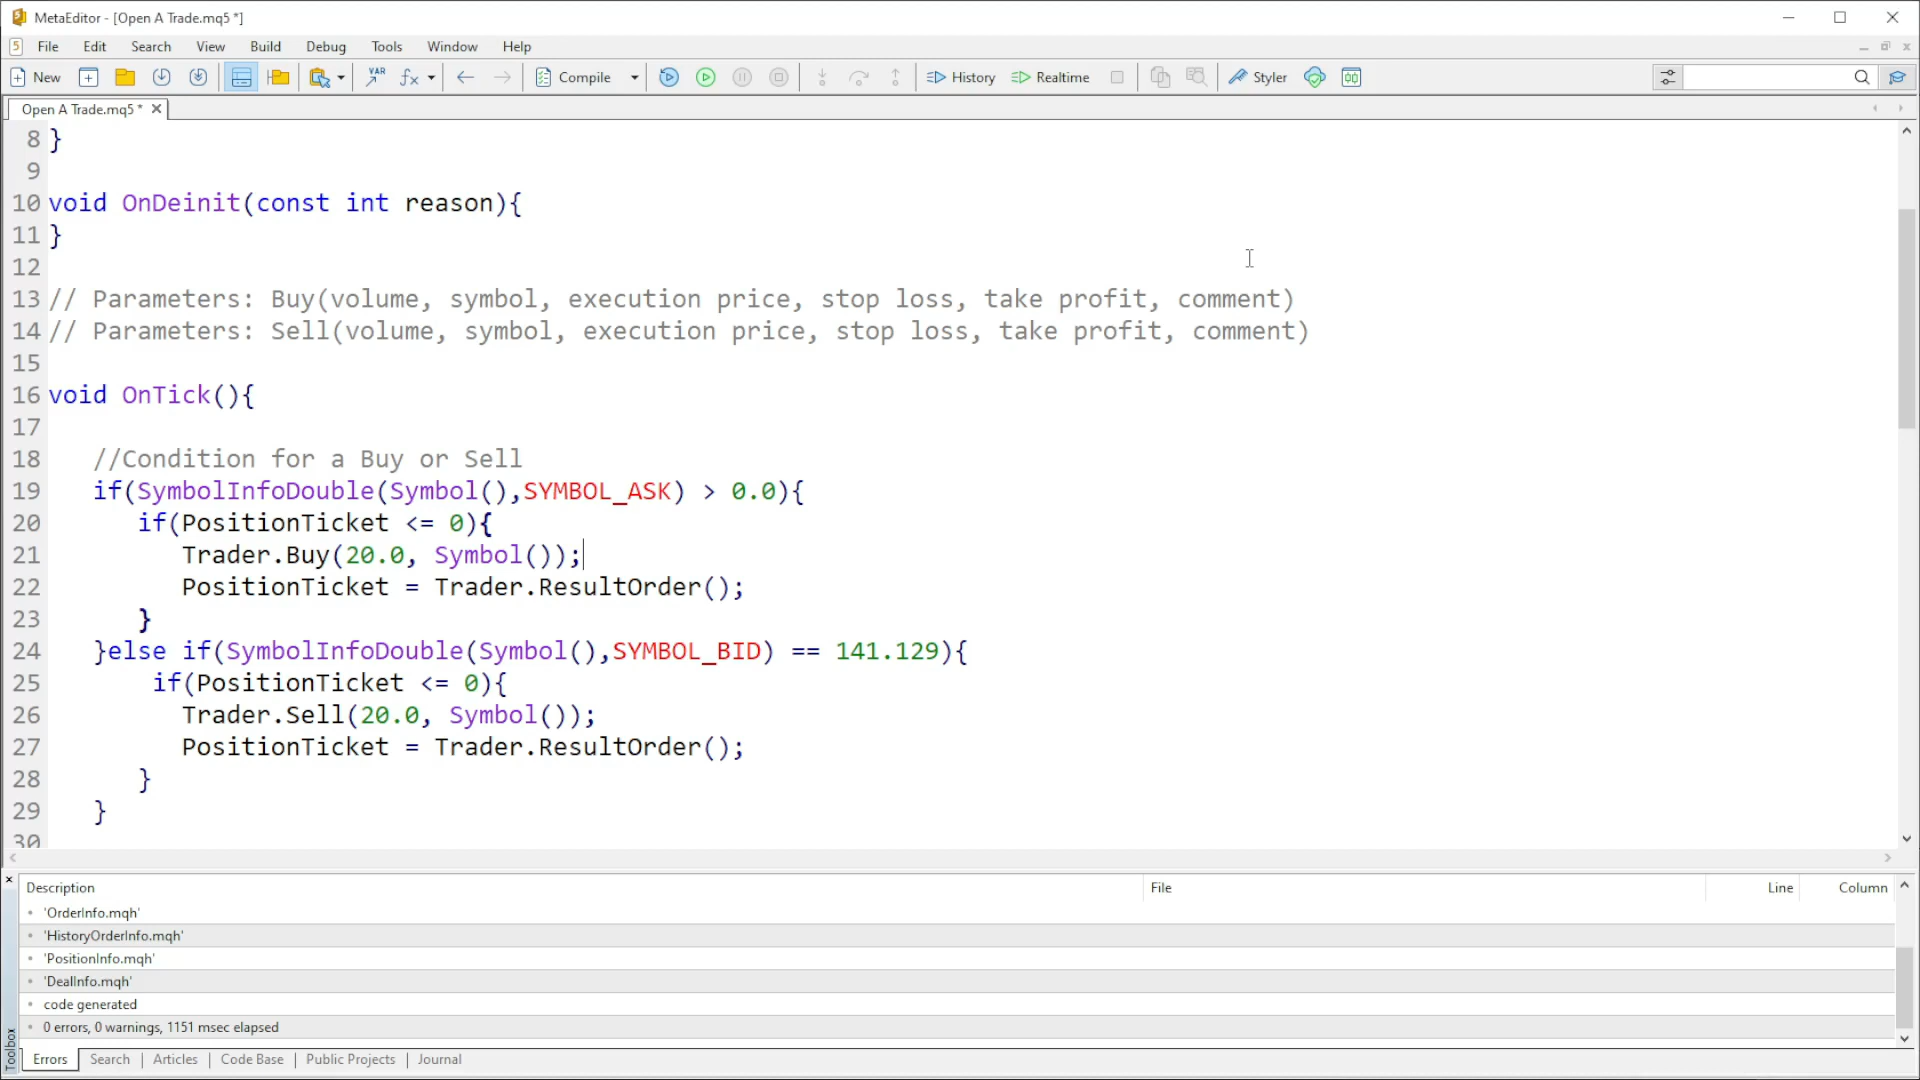 MetaEditor - [Open A Trade.mq5 *]
5 File Edit Search View Build Debug Tools Window Help
New VAR fx Compile History Realtime Styler
Open A Trade.mq5 *
8 }
9
10 void OnDeinit(const int reason){
11 }
12
13 // Parameters: Buy(volume, symbol, execution price, stop loss, take profit, comment)
14 // Parameters: Sell(volume, symbol, execution price, stop loss, take profit, comment)
15
16 void OnTick(){
17
18 //Condition for a Buy or Sell
19 if(SymbolInfoDouble(Symbol(),SYMBOL_ASK) > 0.0){
20 if(PositionTicket <= 0){
21 Trader.Buy(20.0, Symbol());
22 PositionTicket = Trader.ResultOrder();
23 }
24 }else if(SymbolInfoDouble(Symbol(),SYMBOL_BID) == 141.129){
25 if(PositionTicket <= 0){
26 Trader.Sell(20.0, Symbol());
27 PositionTicket = Trader.ResultOrder();
28 }
29 }
30
Description File Line Column
'OrderInfo.mqh'
'HistoryOrderInfo.mqh'
'PositionInfo.mqh'
'DealInfo.mqh'
code generated
0 errors, 0 warnings, 1151 msec elapsed
Toolbox
Errors Search Articles Code Base Public Projects Journal